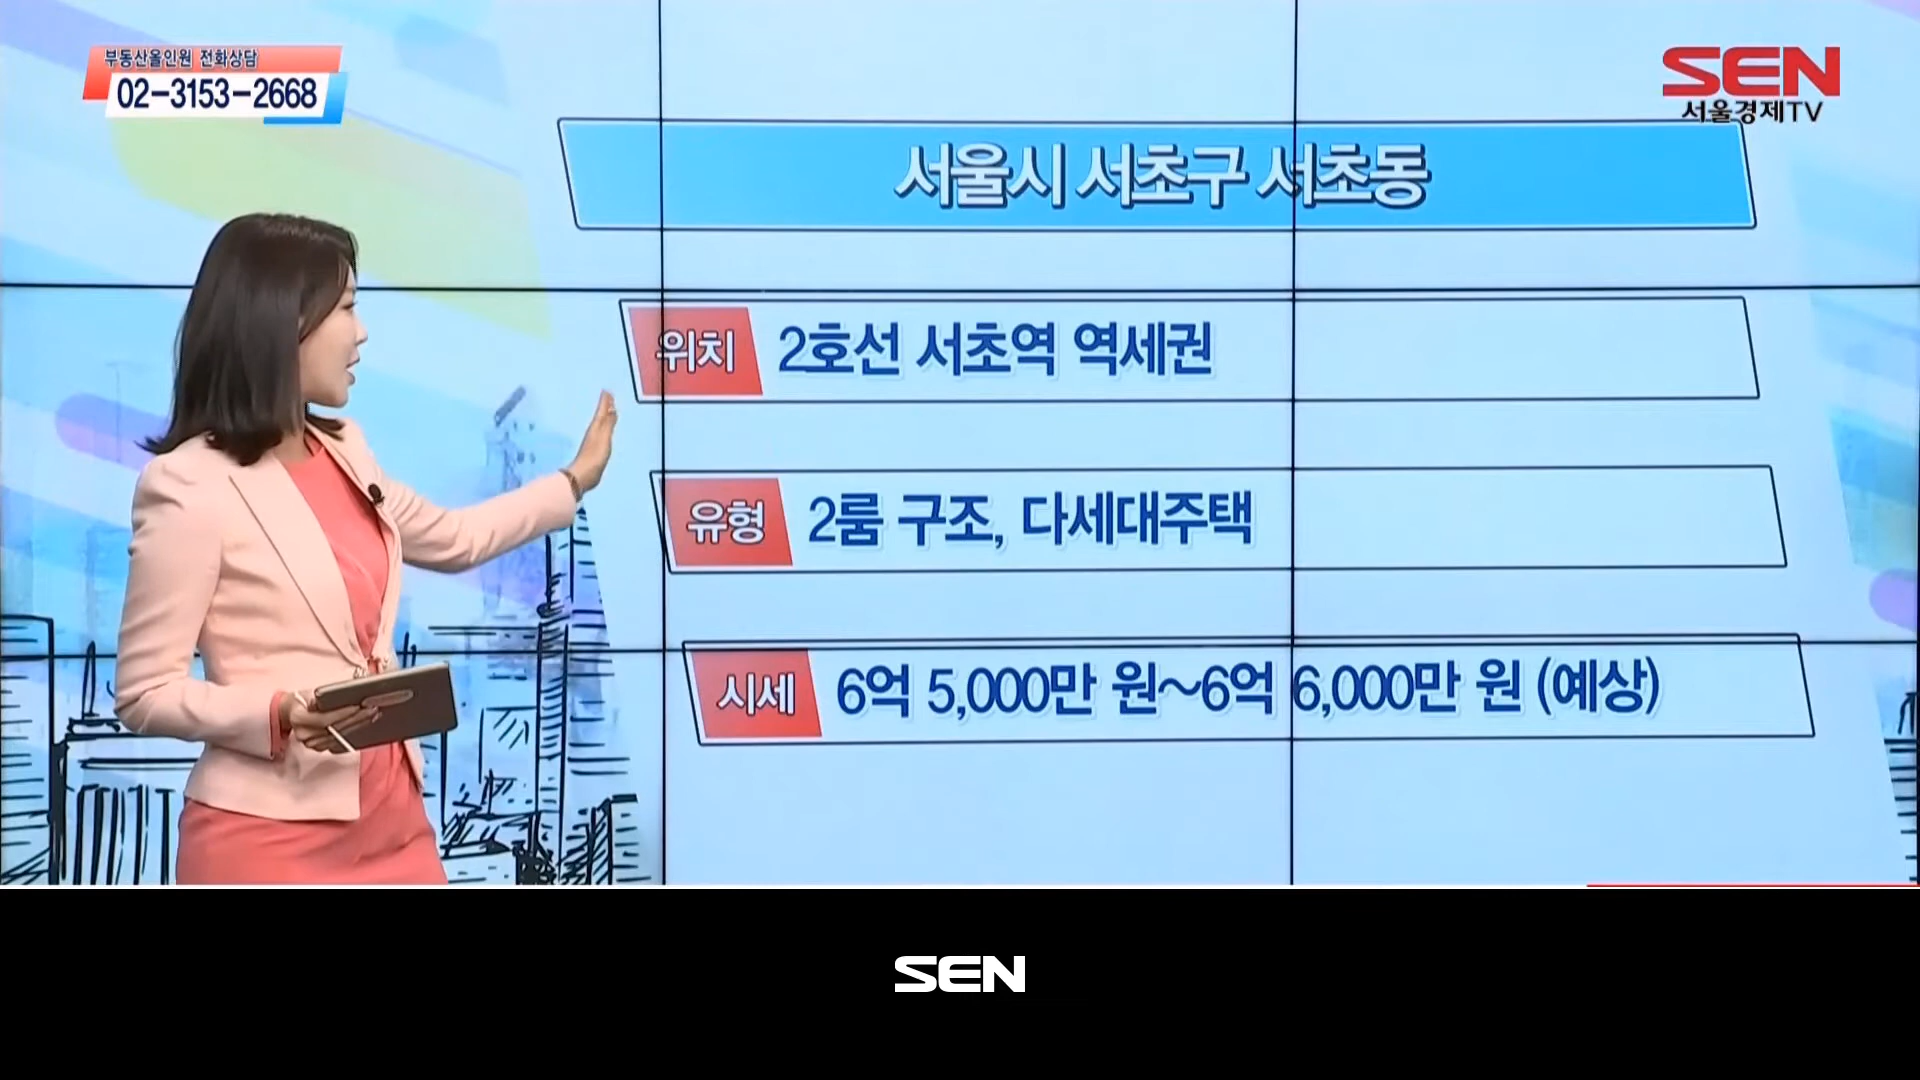 부동산올인원 전화상담
02-3153-2668
SEN
서울경제TV
서울시 서초구 서초동
위치 2호선 서초역 역세권
유형 2룸 구조, 다세대주택
시세 6억 5,000만 원~6억 6,000만 원 (예상)
SEN